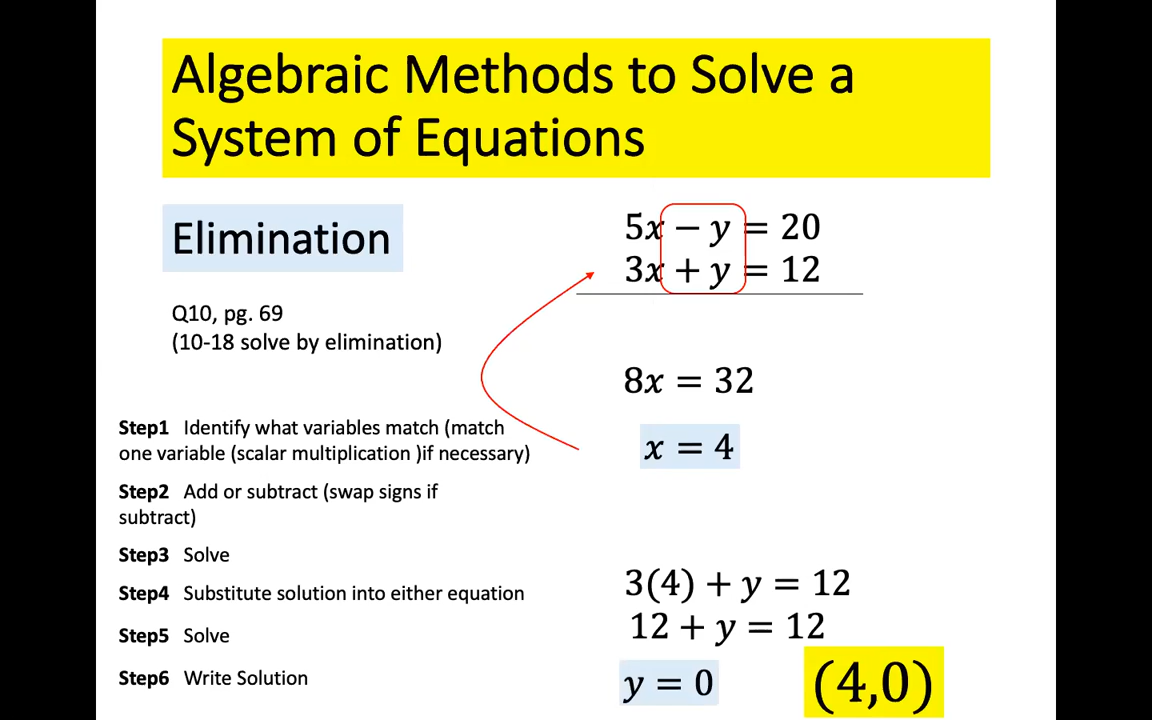 Algebraic Methods to Solve a
System of Equations
Elimination
Q10, pg. 69
(10-18 solve by elimination)
Step1 Identify what variables match (match
one variable (scalar multiplication )if necessary)
Step2 Add or subtract (swap signs if
subtract)
Step3 Solve
Step4 Substitute solution into either equation
Step5 Solve
Step6 Write Solution
5x − y = 20
3x + y = 12
8x = 32
x = 4
3(4) + y = 12
12 + y = 12
y = 0
(4,0)